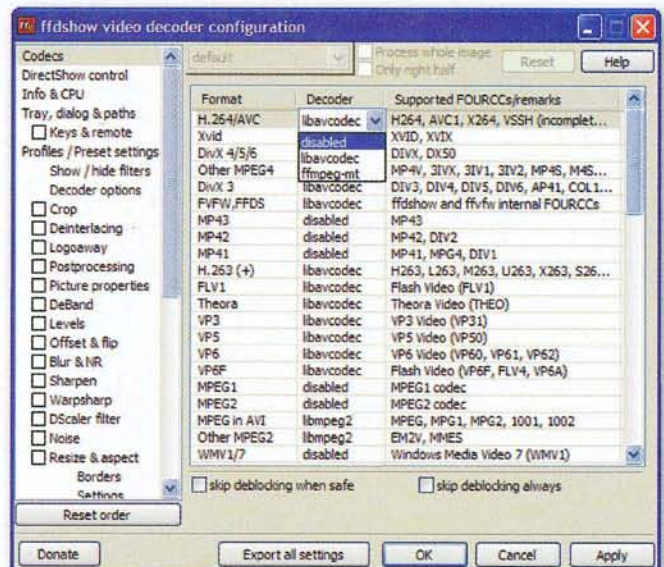 ffdshow video decoder configuration
Codecs
DirectShow control
Info & CPU
Tray, dialog & paths
Keys & remote
Profiles / Preset settings
Show / hide filters
Decoder options
Crop
Deinterlacing
Logoaway
Postprocessing
Picture properties
DeBand
Levels
Offset & flip
Blur & NR
Sharpen
Warpsharp
DScaler filter
Noise
Resize & aspect
Borders
Settings
Reset order
default
Process whole image
Only right half
Reset
Help
Format Decoder Supported FOURCCs/remarks
H.264/AVC libavcodec H264, AVC1, X264, VSSH (incomplet...
Xvid disabled XVID, XVIX
DivX 4/5/6 libavcodec DIVX, DX50
Other MPEG4 ffmpeg-mt MP4V, 3IVX, 3IV1, 3IV2, MP4S, M4S...
DivX 3 libavcodec DIV3, DIV4, DIV5, DIV6, AP41, COL1...
FVFW,FFDS libavcodec ffdshow and ffvfw internal FOURCCs
MP43 disabled MP43
MP42 disabled MP42, DIV2
MP41 disabled MP41, MPG4, DIV1
H.263 (+) libavcodec H263, L263, M263, U263, X263, S26...
FLV1 libavcodec Flash Video (FLV1)
Theora libavcodec Theora Video (THEO)
VP3 libavcodec VP3 Video (VP31)
VP5 libavcodec VP5 Video (VP50)
VP6 libavcodec VP6 Video (VP60, VP61, VP62)
VP6F libavcodec Flash Video (VP6F, FLV4, VP6A)
MPEG1 disabled MPEG1 codec
MPEG2 disabled MPEG2 codec
MPEG in AVI libmpeg2 MPEG, MPG1, MPG2, 1001, 1002
Other MPEG2 libmpeg2 EM2V, MMES
WMV1/7 disabled Windows Media Video 7 (WMV1)
skip deblocking when safe
skip deblocking always
Donate
Export all settings
OK
Cancel
Apply